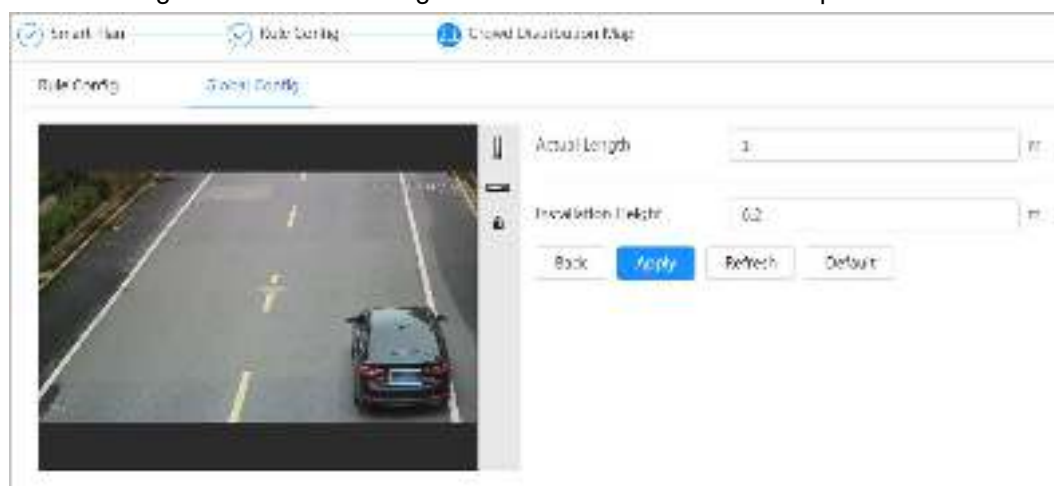 Smart Plan Rule Config Crowd Distribution Map
Rule Config Global Config
Actual Length 1 m
Installation Height 6.2 m
Back Apply Refresh Default